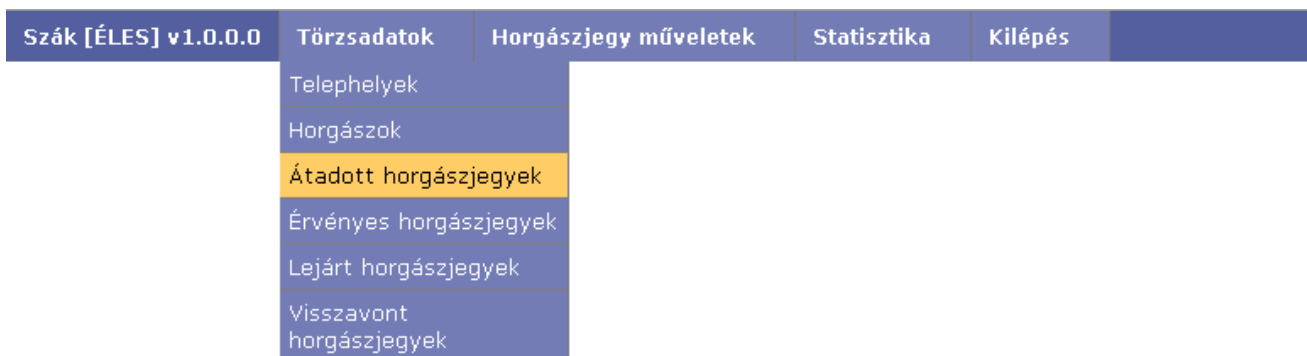 Szák [ÉLES] v1.0.0.0 Törzsadatok Horgászjegy műveletek Statisztika Kilépés
Telephelyek
Horgászok
Átadott horgászjegyek
Érvényes horgászjegyek
Lejárt horgászjegyek
Visszavont
horgászjegyek